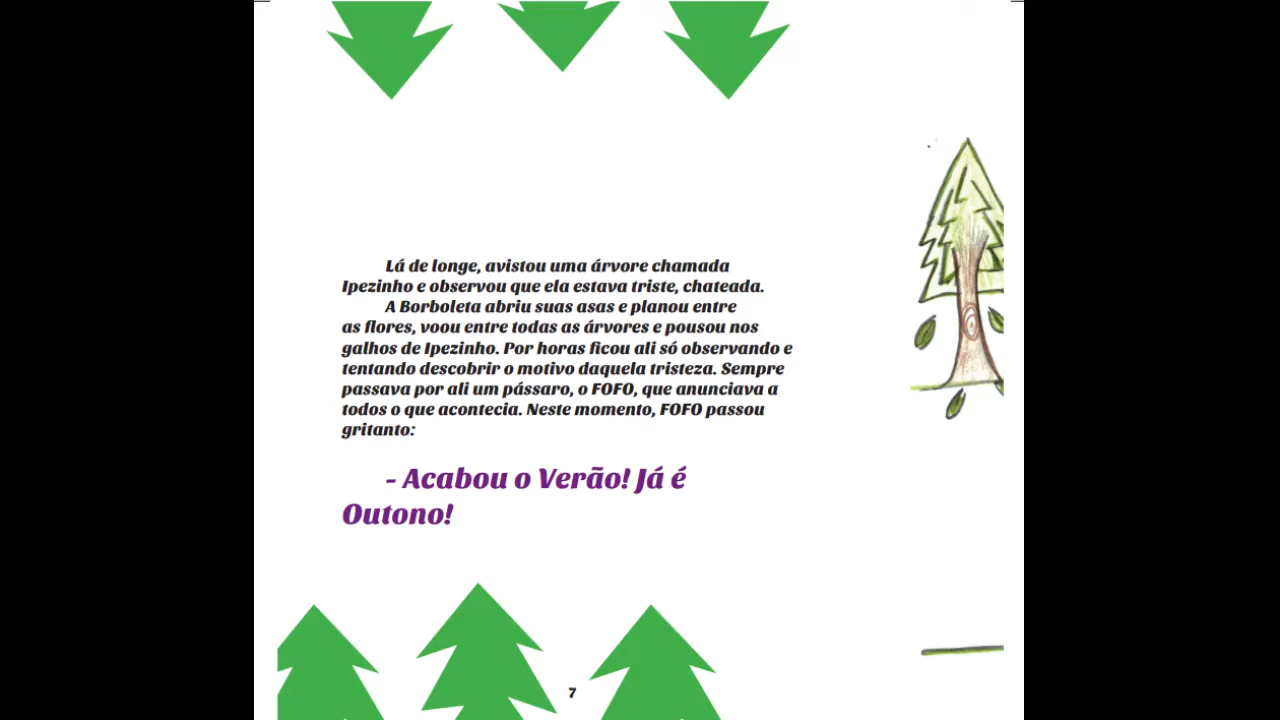 Lá de longe, avistou uma árvore chamada
Ipezinho e observou que ela estava triste, chateada.
A Borboleta abriu suas asas e planou entre
as flores, voou entre todas as árvores e pousou nos
galhos de Ipezinho. Por horas ficou ali só observando e
tentando descobrir o motivo daquela tristeza. Sempre
passava por ali um pássaro, o FOFO, que anunciava a
todos o que acontecia. Neste momento, FOFO passou
gritanto:
- Acabou o Verão! Já é
Outono!
7